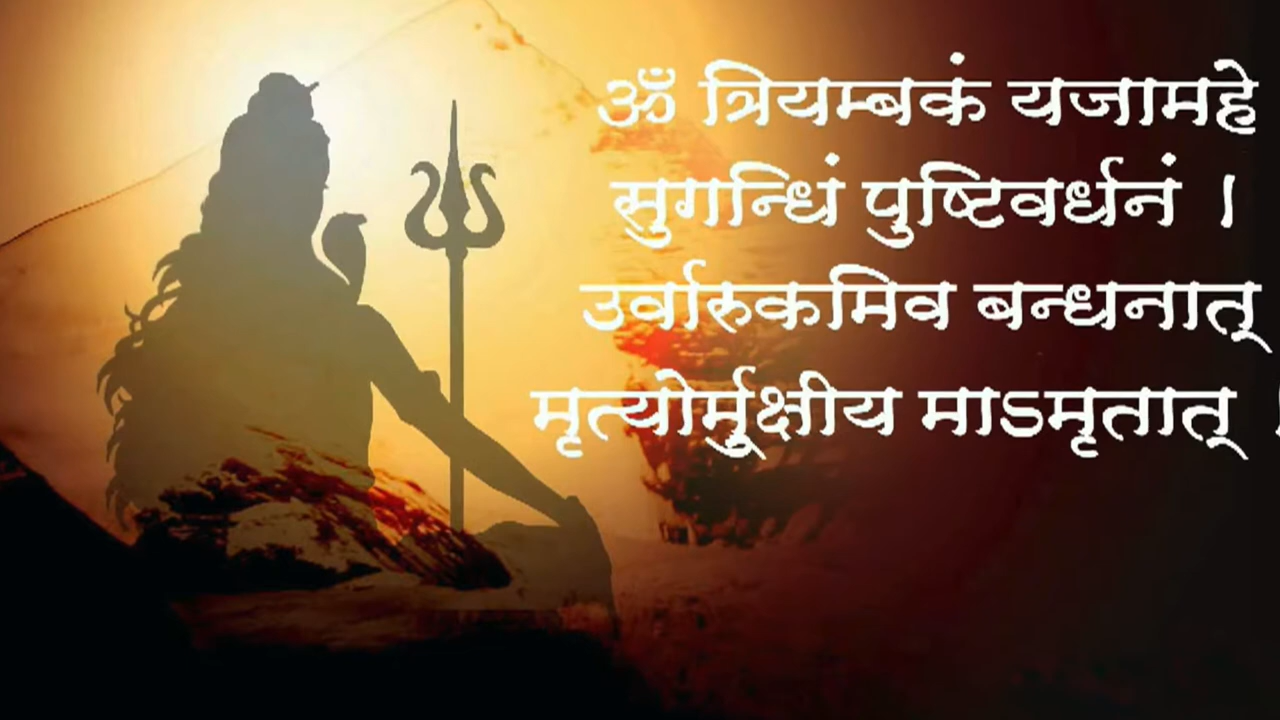 ॐ त्रियम्बकं यजामहे
सुगन्धिं पुष्टिवर्धनं ।
उर्वारुकमिव बन्धनात्
मृत्योर्मुक्षीय माऽमृतात् ।